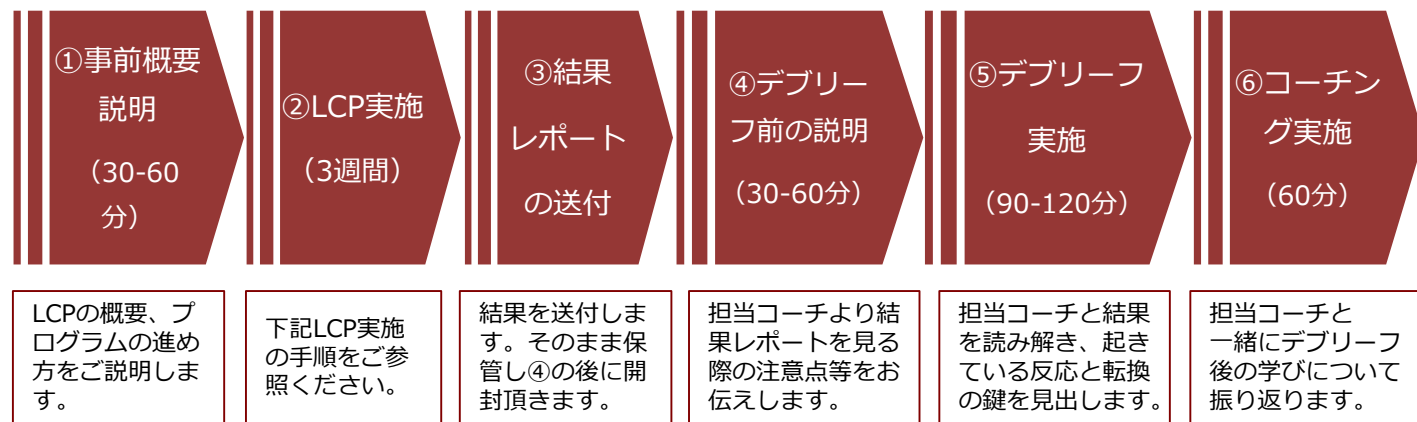 ①事前概要
説明
（30-60
分）
②LCP実施
（3週間）
③結果
レポート
の送付
④デブリー
フ前の説明
（30-60分）
⑤デブリーフ
実施
（90-120分）
⑥コーチン
グ実施
（60分）
LCPの概要、プ
ログラムの進め
方をご説明しま
す。
下記LCP実施
の手順をご参
照ください。
結果を送付しま
す。そのまま保
管し④の後に開
封頂きます。
担当コーチより結
果レポートを見る
際の注意点等をお
伝えします。
担当コーチと結果
を読み解き、起き
ている反応と転換
の鍵を見出します。
担当コーチと
一緒にデブリーフ
後の学びについて
振り返ります。